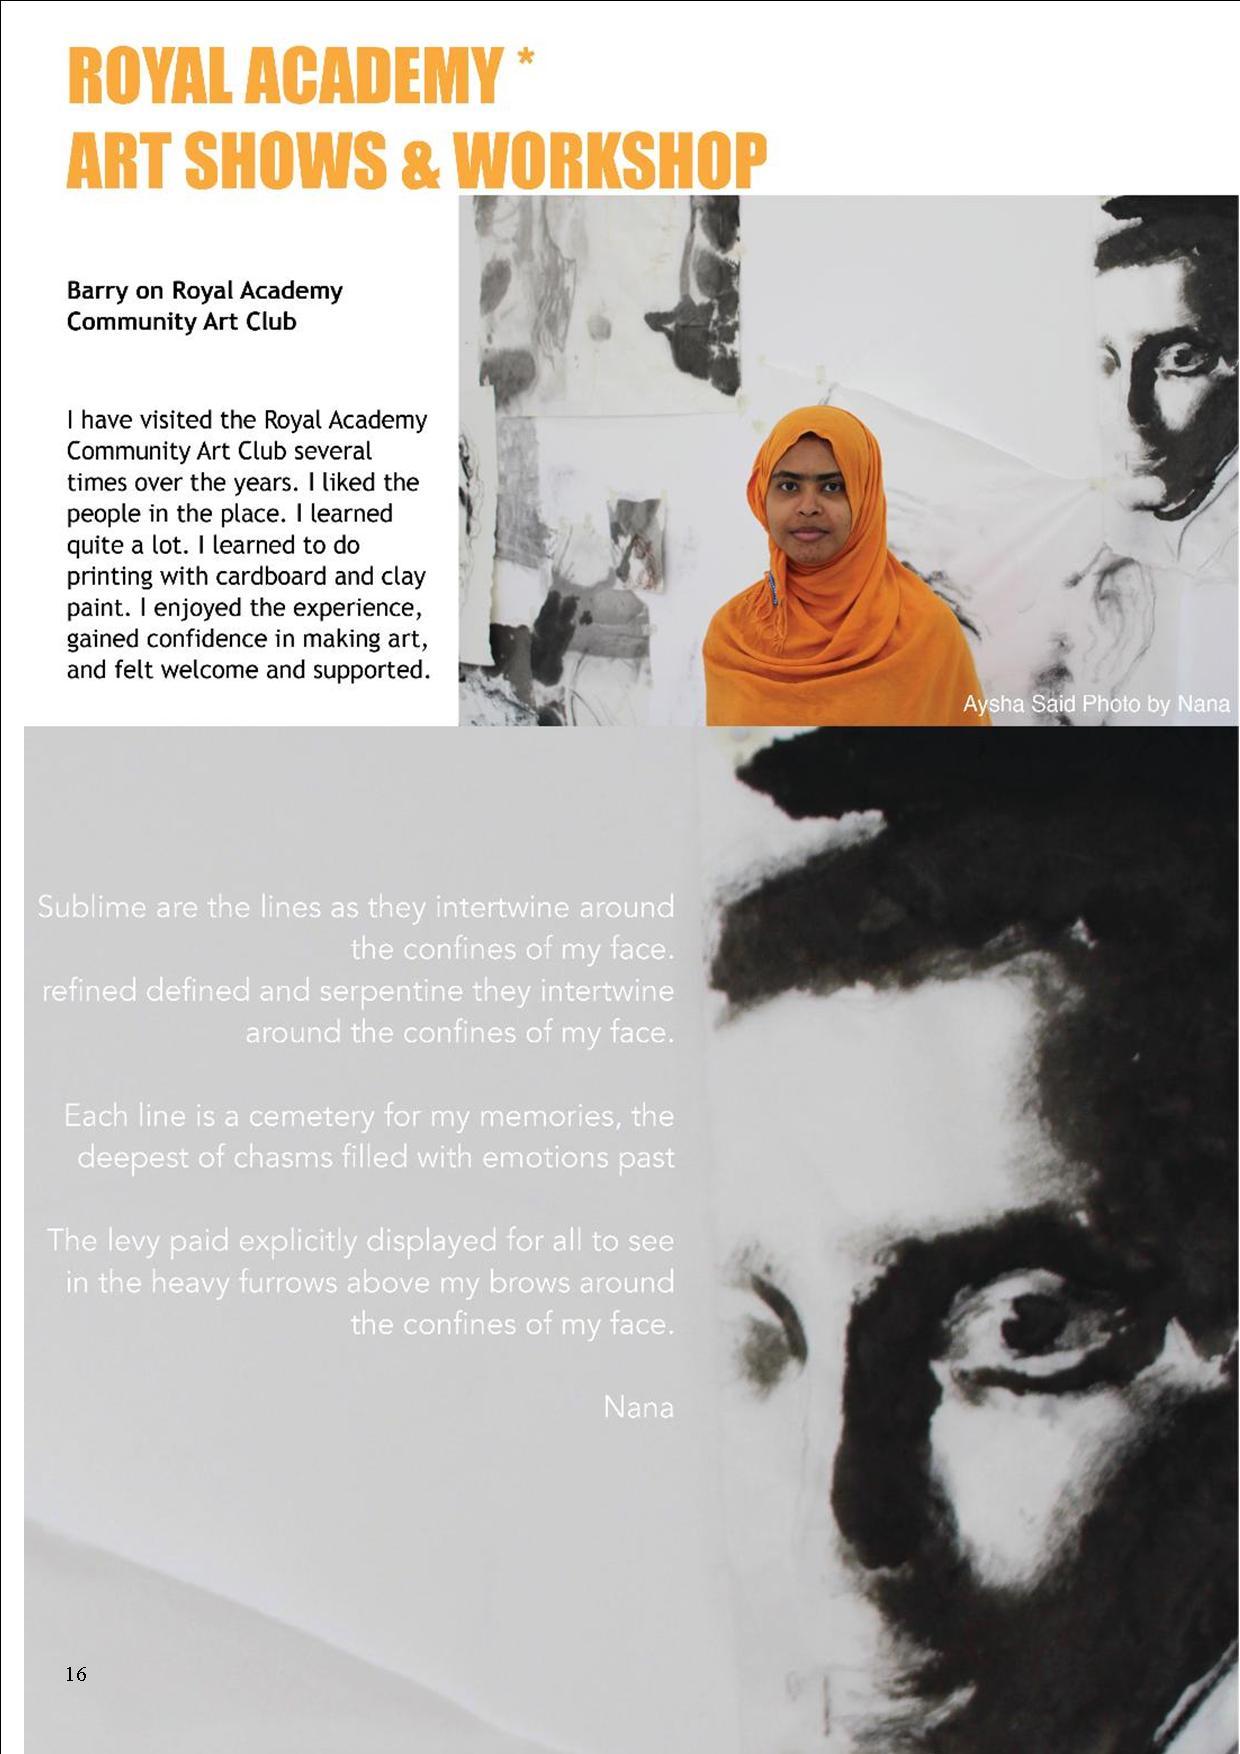 ROYAL ACADEMY *
ART SHOWS & WORKSHOP
Barry on Royal Academy
Community Art Club
I have visited the Royal Academy
Community Art Club several
times over the years. I liked the
people in the place. I learned
quite a lot. I learned to do
printing with cardboard and clay
paint. I enjoyed the experience,
gained confidence in making art,
and felt welcome and supported.
Aysha Said Photo by Nana
Sublime are the lines as they intertwine around
the confines of my face.
refined defined and serpentine they intertwine
around the confines of my face.
Each line is a cemetery for my memories, the
deepest of chasms filled with emotions past
The levy paid explicitly displayed for all to see
in the heavy furrows above my brows around
the confines of my face.
Nana
16